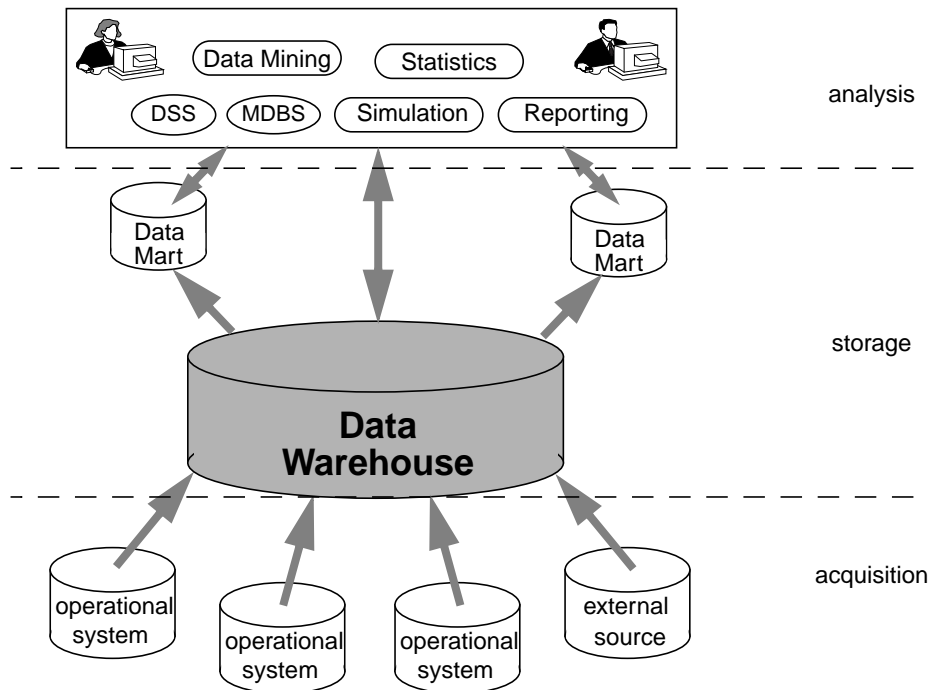 Data Mining
Statistics
DSS
MDBS
Simulation
Reporting
analysis
Data
Mart
Data
Mart
storage
Data
Warehouse
operational
system
operational
system
operational
system
external
source
acquisition